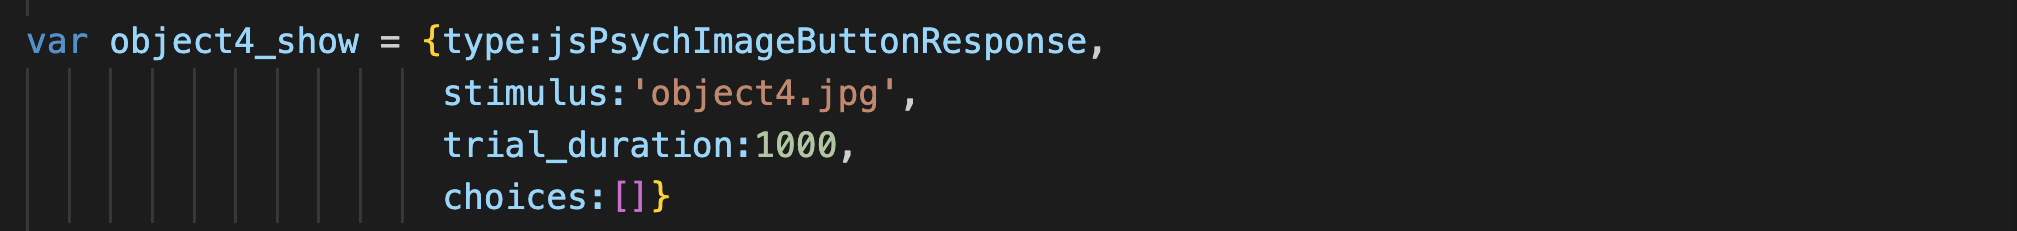 var object4_show = {type:jsPsychImageButtonResponse,
stimulus:'object4.jpg',
trial_duration:1000,
choices:[]}